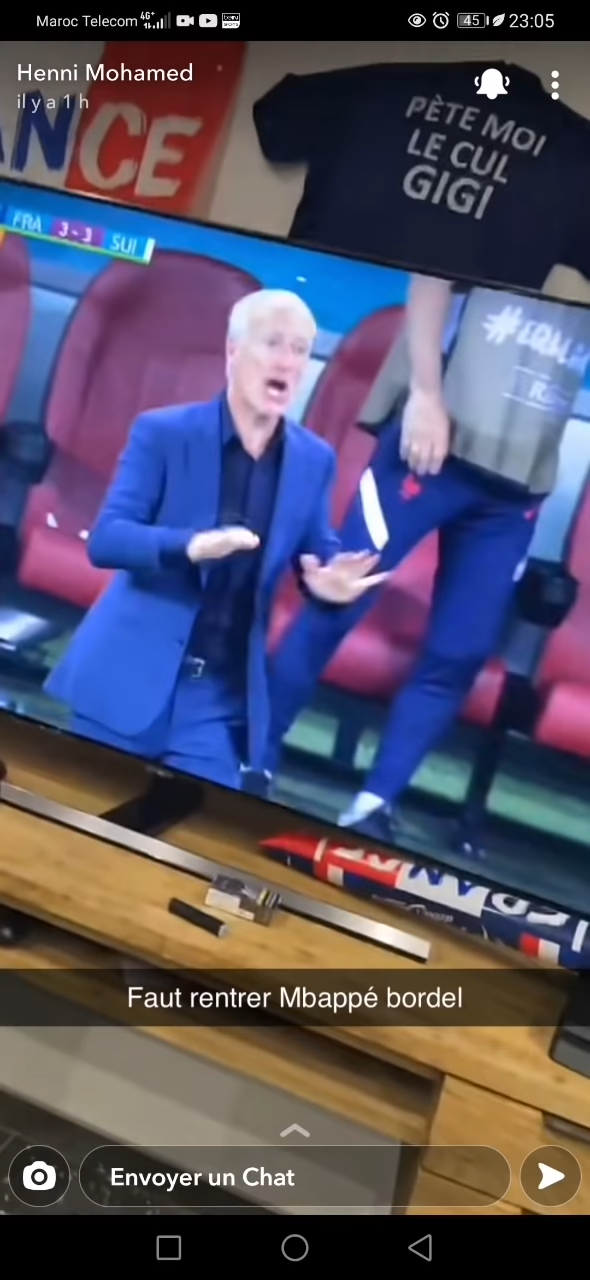 Maroc Telecom 4G+ 45 23:05
Henni Mohamed
il y a 1 h
ANCE
PÈTE MOI
LE CUL
GIGI
FRA 3-3 SUI
Faut rentrer Mbappé bordel
Envoyer un Chat